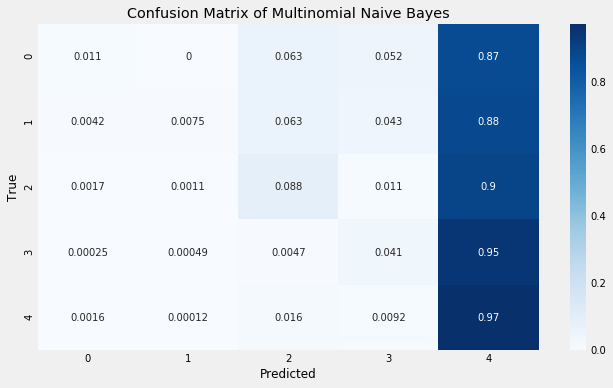 Confusion Matrix of Multinomial Naive Bayes
0 0.011 0 0.063 0.052 0.87
1 0.0042 0.0075 0.063 0.043 0.88
2 0.0017 0.0011 0.088 0.011 0.9
3 0.00025 0.00049 0.0047 0.041 0.95
4 0.0016 0.00012 0.016 0.0092 0.97
0 1 2 3 4
Predicted
True
0.8
0.6
0.4
0.2
0.0